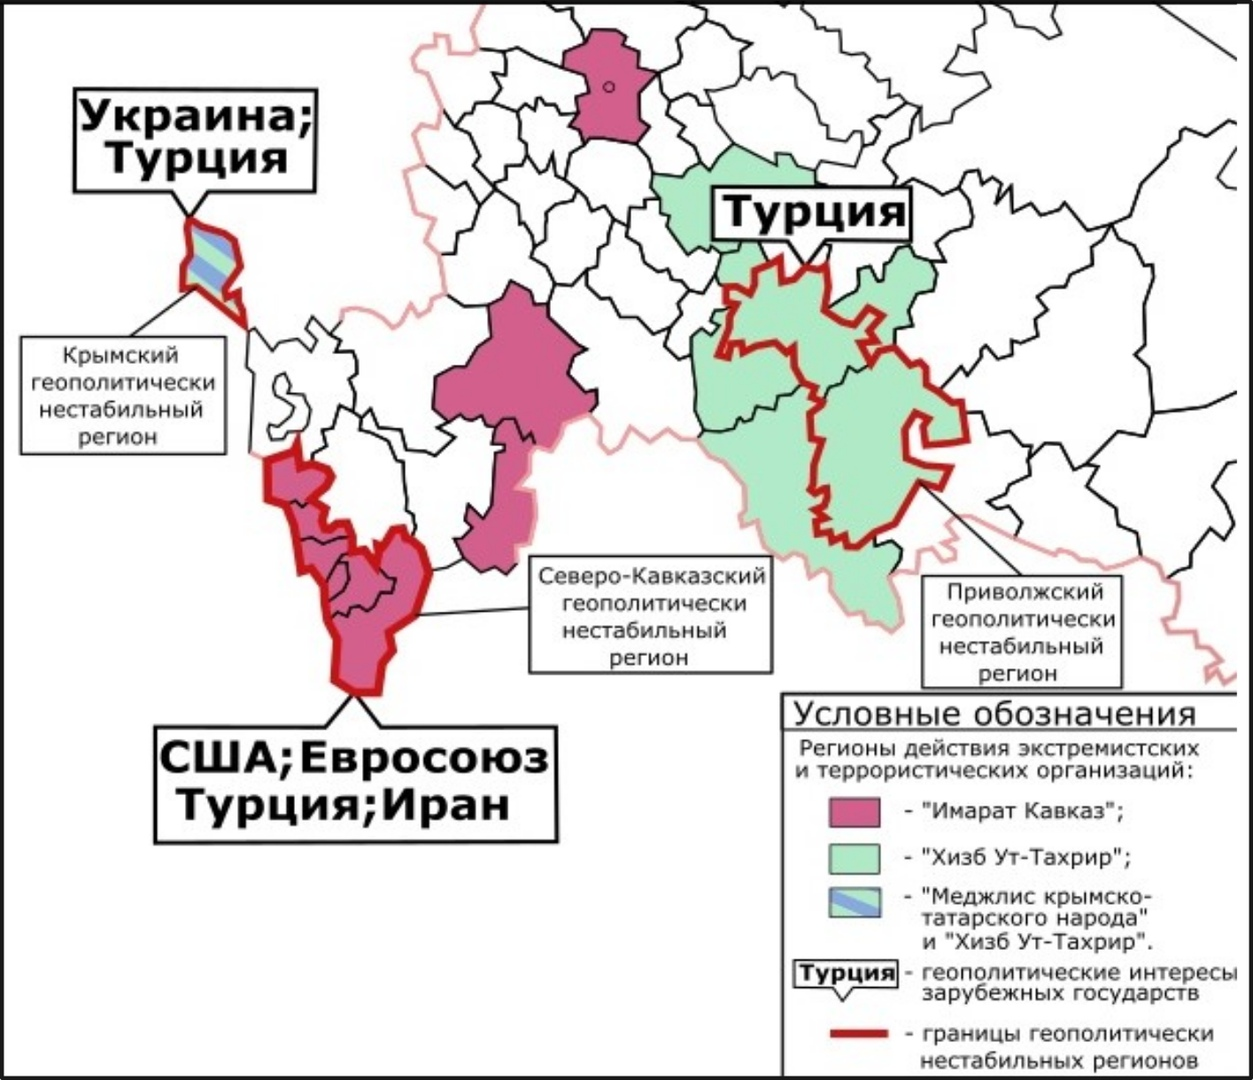 Украина;
Турция
Турция
Крымский
геополитически
нестабильный
регион
Северо-Кавказский
геополитически
нестабильный
регион
Приволжский
геополитически
нестабильный
регион
США;Евросоюз
Турция;Иран
Условные обозначения
Регионы действия экстремистских
и террористических организаций:
- "Имарат Кавказ";
- "Хизб Ут-Тахрир";
- "Меджлис крымско-
татарского народа"
и "Хизб Ут-Тахрир".
Турция - геополитические интересы
зарубежных государств
- границы геополитически
нестабильных регионов